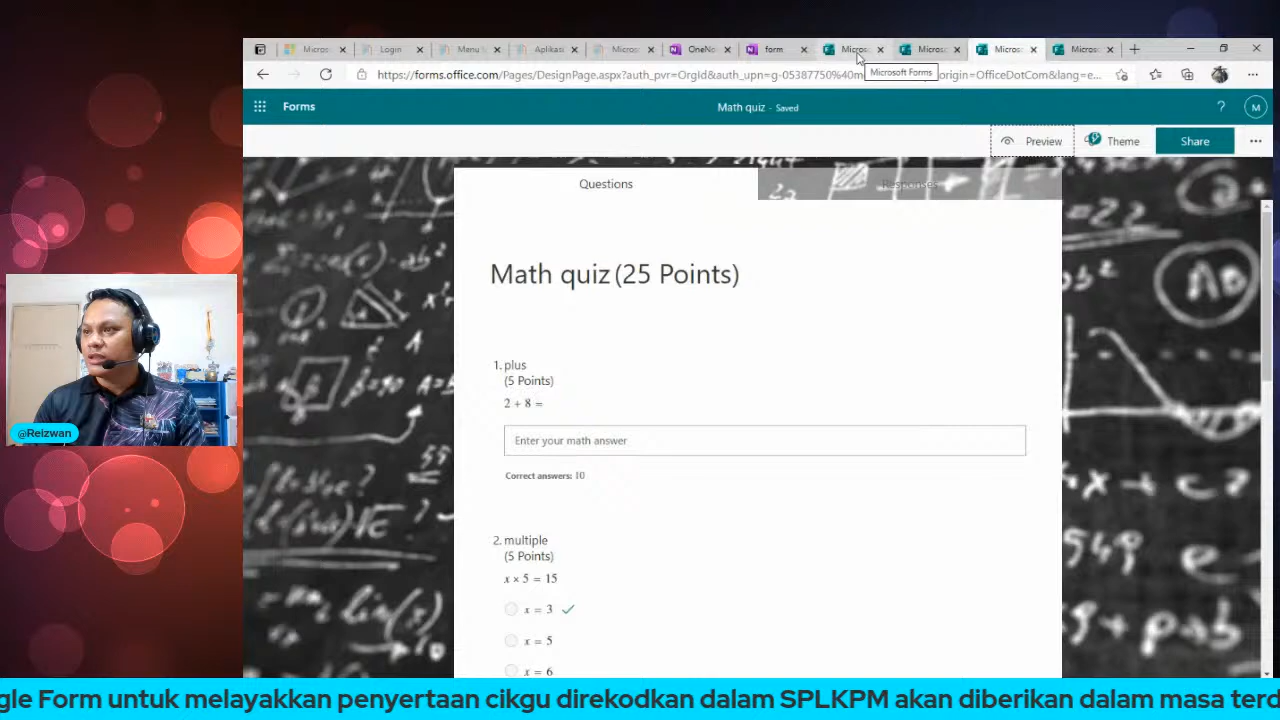 Micros
Login
Menu
Aplikasi
Micros
OneNo
form
Micros
Micros
Micros
Micros
https://forms.office.com/Pages/DesignPage.aspx?auth_pvr=OrgId&auth_upn=g-05387750%40m
origin=OfficeDotCom&lang=e...
Microsoft Forms
Forms
Math quiz - Saved
?
M
Preview
Theme
Share
Questions
Responses
Math quiz (25 Points)
1. plus
(5 Points)
2 + 8 =
Enter your math answer
Correct answers: 10
2. multiple
(5 Points)
x × 5 = 15
x = 3
x = 5
x = 6
@Reizwan
gle Form untuk melayakkan penyertaan cikgu direkodkan dalam SPLKPM akan diberikan dalam masa terd